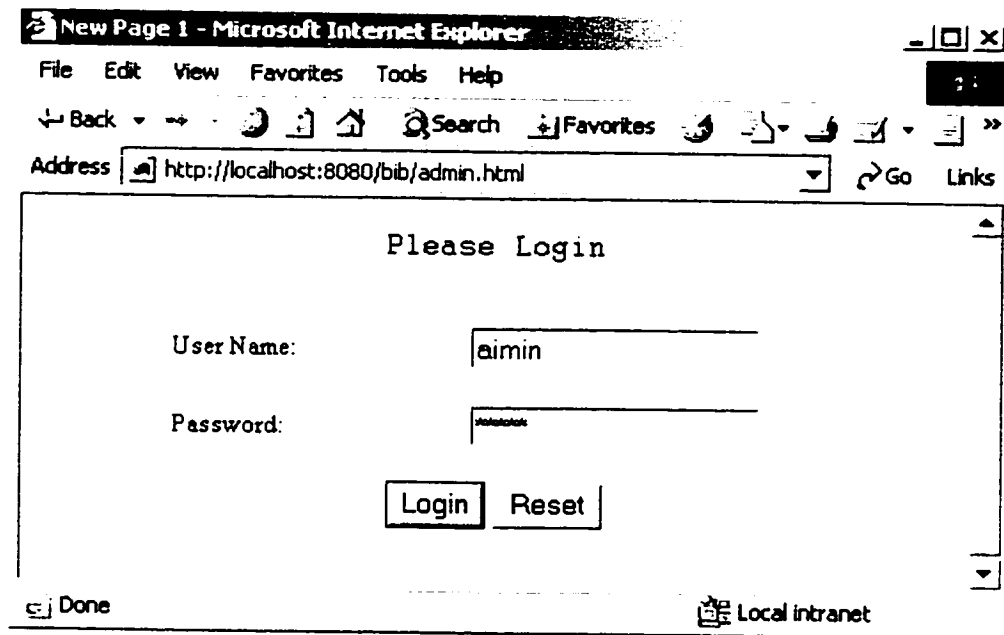 New Page 1 - Microsoft Internet Explorer
File Edit View Favorites Tools Help
Back Search Favorites »
Address http://localhost:8080/bib/admin.html Go Links
Please Login
User Name: aimin
Password: *****
Login Reset
Done Local intranet